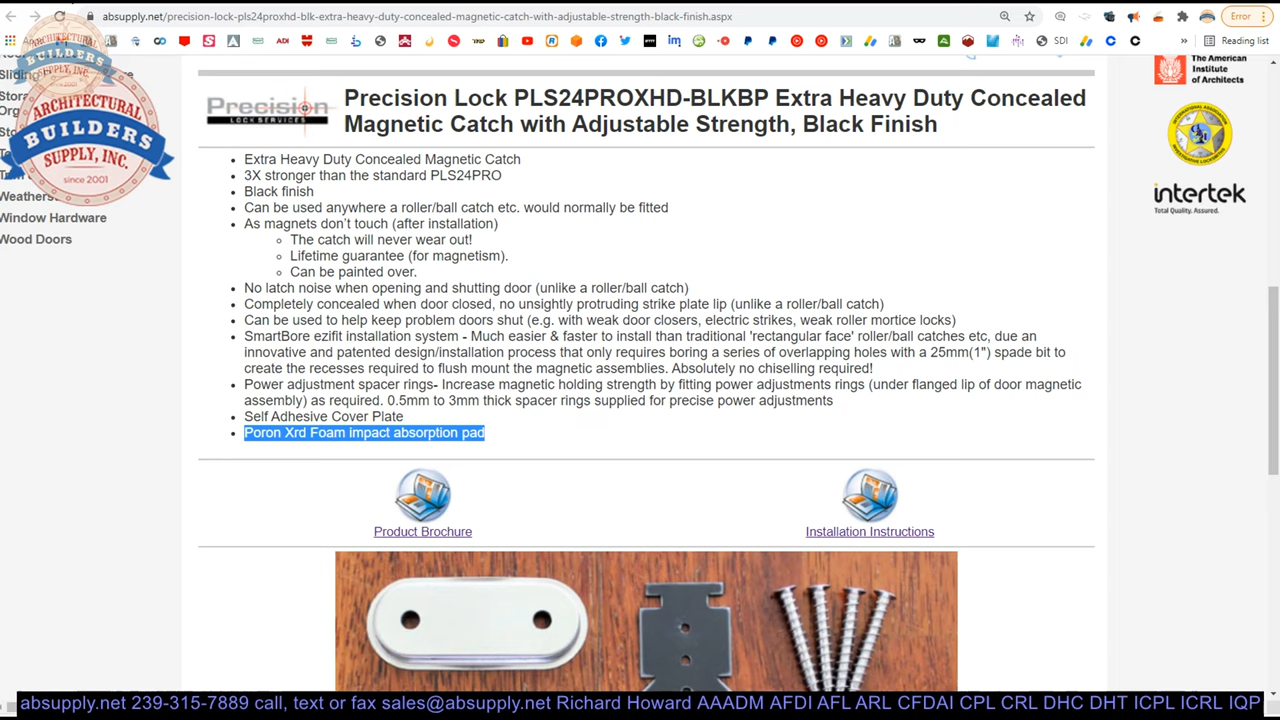 absupply.net/precision-lock-pls24proxhd-blk-extra-heavy-duty-concealed-magnetic-catch-with-adjustable-strength-black-finish.aspx
Error
SDI
Reading list
ARCHITECTURAL
BUILDERS
SUPPLY, INC.
since 2001
Window Hardware
Wood Doors
Precision
LOCK SERVICES
Precision Lock PLS24PROXHD-BLKBP Extra Heavy Duty Concealed
Magnetic Catch with Adjustable Strength, Black Finish
Extra Heavy Duty Concealed Magnetic Catch
3X stronger than the standard PLS24PRO
Black finish
Can be used anywhere a roller/ball catch etc. would normally be fitted
As magnets don’t touch (after installation)
The catch will never wear out!
Lifetime guarantee (for magnetism).
Can be painted over.
No latch noise when opening and shutting door (unlike a roller/ball catch)
Completely concealed when door closed, no unsightly protruding strike plate lip (unlike a roller/ball catch)
Can be used to help keep problem doors shut (e.g. with weak door closers, electric strikes, weak roller mortice locks)
SmartBore ezifit installation system - Much easier & faster to install than traditional 'rectangular face' roller/ball catches etc, due an
innovative and patented design/installation process that only requires boring a series of overlapping holes with a 25mm(1") spade bit to
create the recesses required to flush mount the magnetic assemblies. Absolutely no chiselling required!
Power adjustment spacer rings- Increase magnetic holding strength by fitting power adjustments rings (under flanged lip of door magnetic
assembly) as required. 0.5mm to 3mm thick spacer rings supplied for precise power adjustments
Self Adhesive Cover Plate
Poron Xrd Foam impact absorption pad
Product Brochure
Installation Instructions
The American
Institute
of Architects
intertek
Total Quality. Assured.
absupply.net 239-315-7889 call, text or fax sales@absupply.net Richard Howard AAADM AFDI AFL ARL CFDAI CPL CRL DHC DHT ICPL ICRL IQP